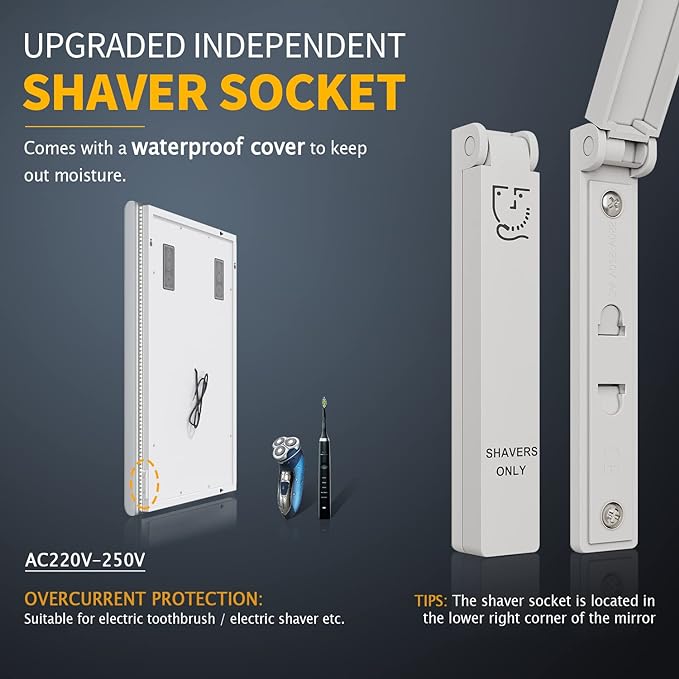 UPGRADED INDEPENDENT
SHAVER SOCKET
Comes with a waterproof cover to keep
out moisture.
SHAVERS
ONLY
AC220V-250V
OVERCURRENT PROTECTION:
Suitable for electric toothbrush / electric shaver etc.
TIPS: The shaver socket is located in
the lower right corner of the mirror